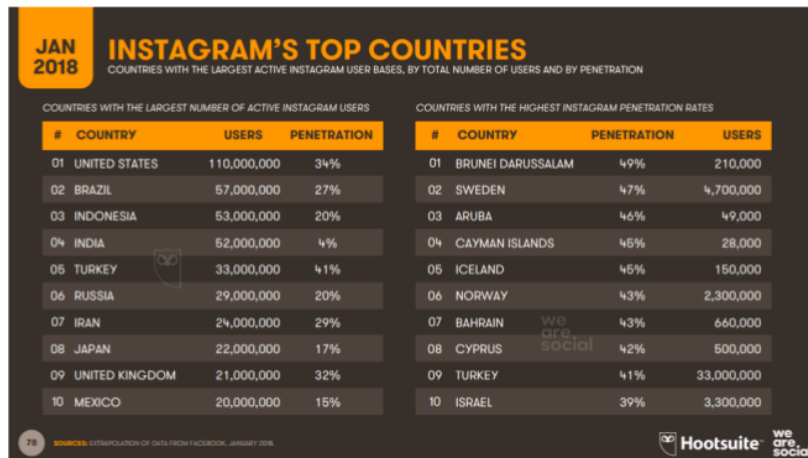 JAN
2018
INSTAGRAM'S TOP COUNTRIES
COUNTRIES WITH THE LARGEST ACTIVE INSTAGRAM USER BASES, BY TOTAL NUMBER OF USERS AND BY PENETRATION
COUNTRIES WITH THE LARGEST NUMBER OF ACTIVE INSTAGRAM USERS
# COUNTRY USERS PENETRATION
01 UNITED STATES 110,000,000 34%
02 BRAZIL 57,000,000 27%
03 INDONESIA 53,000,000 20%
04 INDIA 52,000,000 4%
05 TURKEY 33,000,000 41%
06 RUSSIA 29,000,000 20%
07 IRAN 24,000,000 29%
08 JAPAN 22,000,000 17%
09 UNITED KINGDOM 21,000,000 32%
10 MEXICO 20,000,000 15%
COUNTRIES WITH THE HIGHEST INSTAGRAM PENETRATION RATES
# COUNTRY PENETRATION USERS
01 BRUNEI DARUSSALAM 49% 210,000
02 SWEDEN 47% 4,700,000
03 ARUBA 46% 49,000
04 CAYMAN ISLANDS 45% 28,000
05 ICELAND 45% 150,000
06 NORWAY 43% 2,300,000
07 BAHRAIN 43% 660,000
08 CYPRUS 42% 500,000
09 TURKEY 41% 33,000,000
10 ISRAEL 39% 3,300,000
we
are.
social
78
SOURCES: EXTRAPOLATION OF DATA FROM FACEBOOK, JANUARY 2018.
Hootsuite
we
are.
social